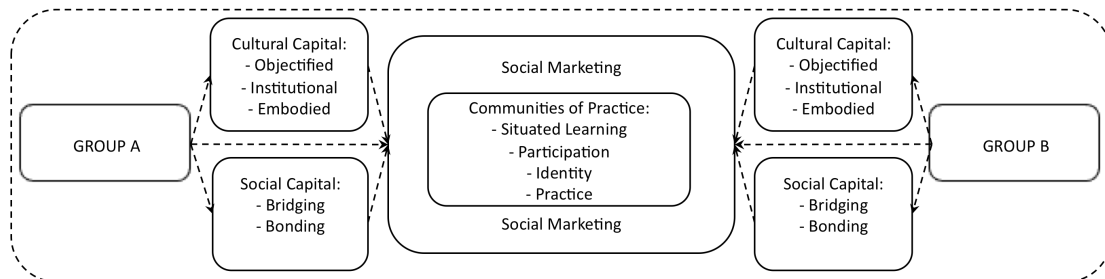 GROUP A
Cultural Capital:
- Objectified
- Institutional
- Embodied
Social Capital:
- Bridging
- Bonding
Social Marketing
Communities of Practice:
- Situated Learning
- Participation
- Identity
- Practice
Social Marketing
Cultural Capital:
- Objectified
- Institutional
- Embodied
Social Capital:
- Bridging
- Bonding
GROUP B